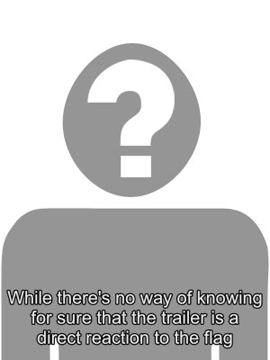 ?
While there's no way of knowing
for sure that the trailer is a
direct reaction to the flag